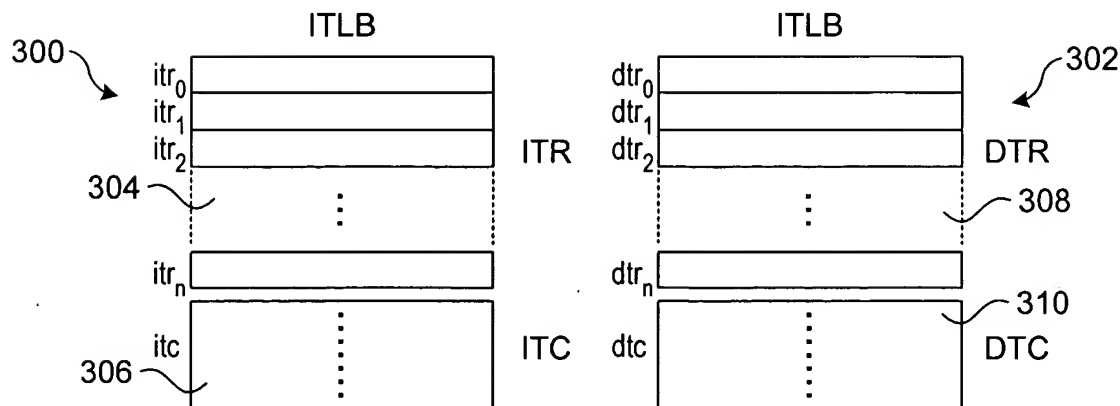 ITLB
ITLB
300
302
itr0
itr1
itr2
ITR
dtr0
dtr1
dtr2
DTR
304
308
itrn
dtrn
310
itc
ITC
dtc
DTC
306